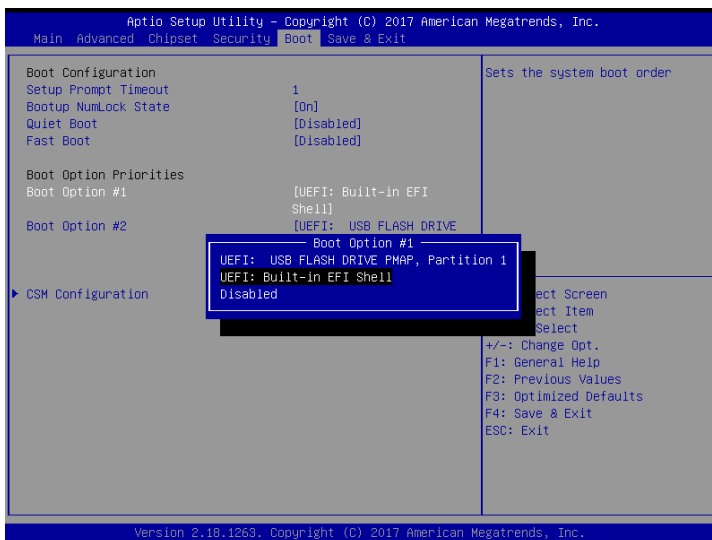 Aptio Setup Utility – Copyright (C) 2017 American Megatrends, Inc.
Main Advanced Chipset Security Boot Save & Exit
Boot Configuration
Setup Prompt Timeout 1
Bootup NumLock State [On]
Quiet Boot [Disabled]
Fast Boot [Disabled]
Boot Option Priorities
Boot Option #1 [UEFI: Built-in EFI
Shell]
Boot Option #2 [UEFI: USB FLASH DRIVE
CSM Configuration
Boot Option #1
UEFI: USB FLASH DRIVE PMAP, Partition 1
UEFI: Built-in EFI Shell
Disabled
Sets the system boot order
ect Screen
ect Item
Select
+/-: Change Opt.
F1: General Help
F2: Previous Values
F3: Optimized Defaults
F4: Save & Exit
ESC: Exit
Version 2.18.1263. Copyright (C) 2017 American Megatrends, Inc.